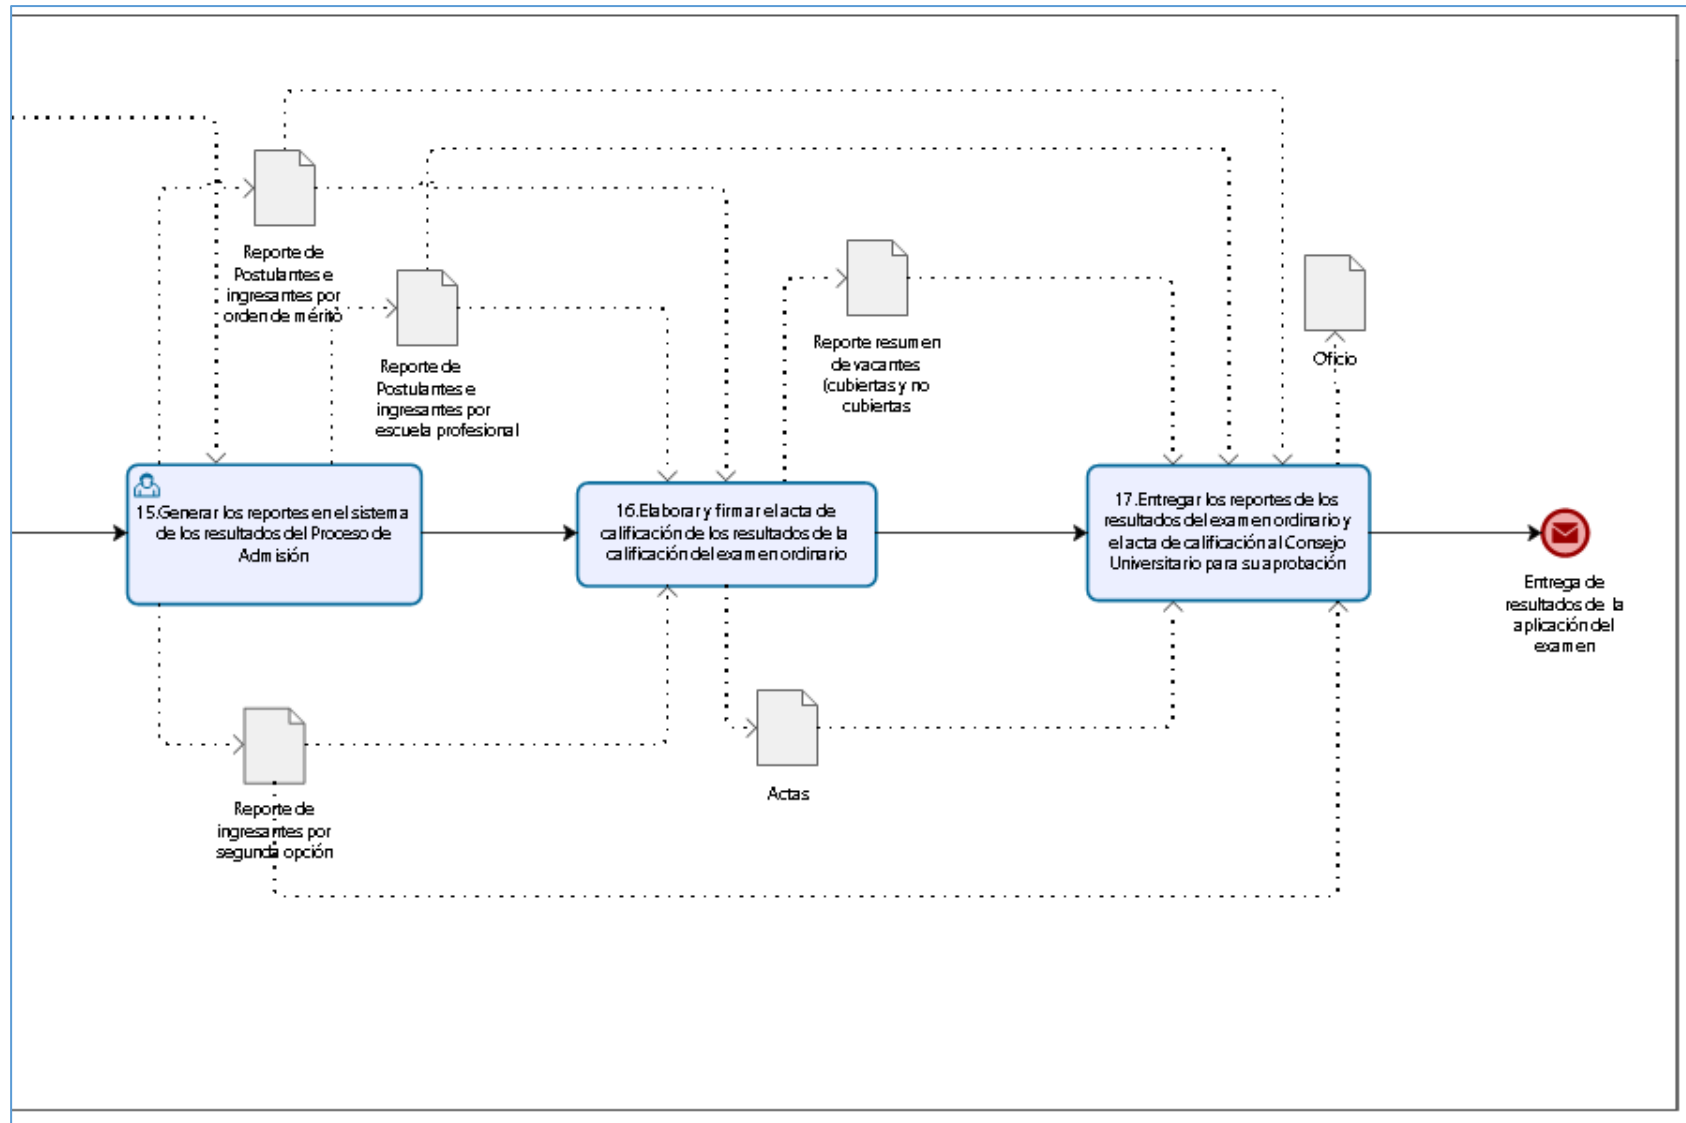 Reporte de
Postulantes e
ingresantes por
orden de mérito
Reporte de
Postulantes e
ingresantes por
escuela profesional
Reporte resumen
de vacantes
(cubiertas y no
cubiertas
Oficio
15.Generar los reportes en el sistema
de los resultados del Proceso de
Admisión
16.Elaborar y firmar el acta de
calificación de los resultados de la
calificación del examen ordinario
17.Entregar los reportes de los
resultados del examen ordinario y
el acta de calificación al Consejo
Universitario para su aprobación
Entrega de
resultados de la
aplicación del
examen
Reporte de
ingresantes por
segunda opción
Actas